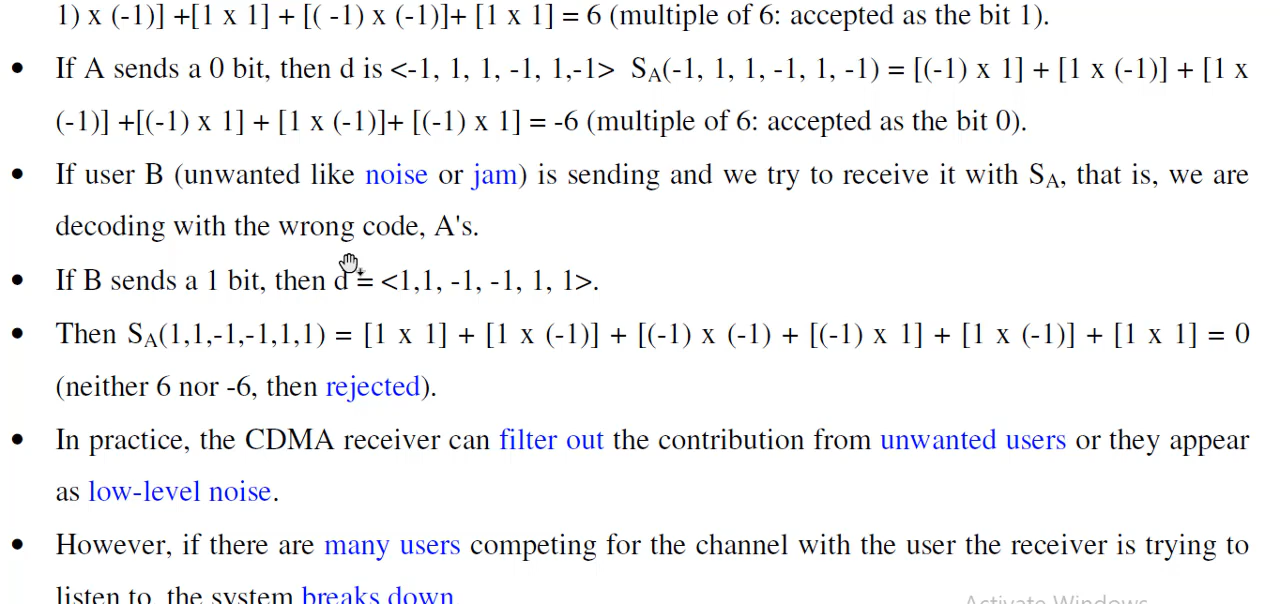 1) x (-1)] +[1 x 1] + [( -1) x (-1)]+ [1 x 1] = 6 (multiple of 6: accepted as the bit 1).
• If A sends a 0 bit, then d is <-1, 1, 1, -1, 1,-1> SA(-1, 1, 1, -1, 1, -1) = [(-1) x 1] + [1 x (-1)] + [1 x
(-1)] +[(-1) x 1] + [1 x (-1)]+ [(-1) x 1] = -6 (multiple of 6: accepted as the bit 0).
• If user B (unwanted like noise or jam) is sending and we try to receive it with SA, that is, we are
decoding with the wrong code, A's.
• If B sends a 1 bit, then d = <1,1, -1, -1, 1, 1>.
• Then SA(1,1,-1,-1,1,1) = [1 x 1] + [1 x (-1)] + [(-1) x (-1) + [(-1) x 1] + [1 x (-1)] + [1 x 1] = 0
(neither 6 nor -6, then rejected).
• In practice, the CDMA receiver can filter out the contribution from unwanted users or they appear
as low-level noise.
• However, if there are many users competing for the channel with the user the receiver is trying to
listen to, the system breaks down
Activate Windows